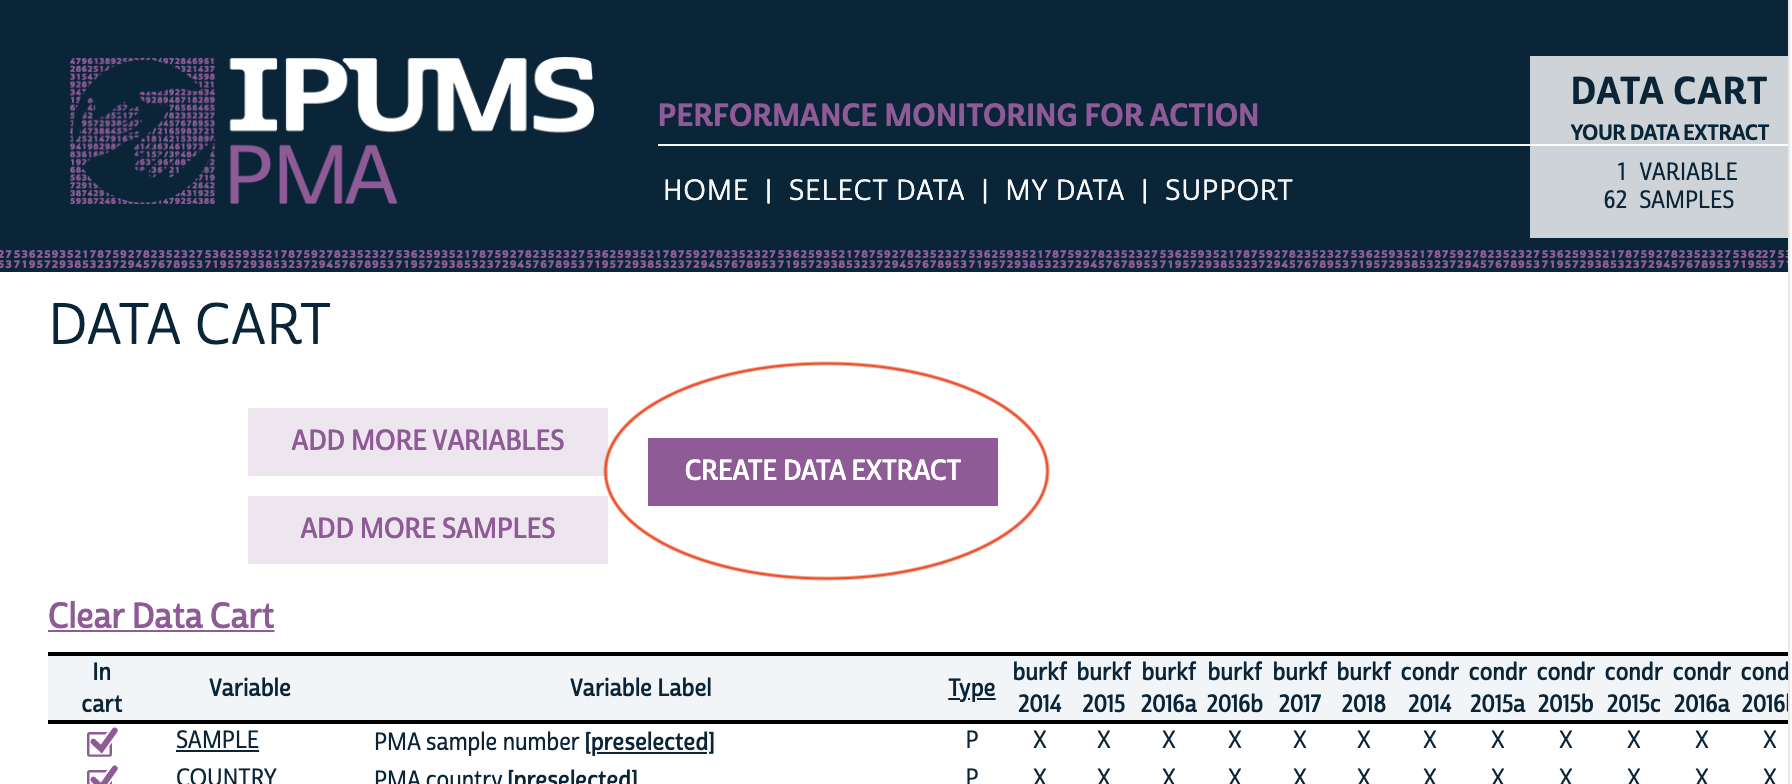 IPUMS
PMA
PERFORMANCE MONITORING FOR ACTION
HOME | SELECT DATA | MY DATA | SUPPORT
DATA CART
YOUR DATA EXTRACT
1 VARIABLE
62 SAMPLES
DATA CART
ADD MORE VARIABLES
CREATE DATA EXTRACT
ADD MORE SAMPLES
Clear Data Cart
In cart Variable Variable Label Type burkf 2014 burkf 2015 burkf 2016a burkf 2016b burkf 2017 burkf 2018 condr 2014 condr 2015a condr 2015b condr 2015c condr 2016a
SAMPLE PMA sample number [preselected] P X X X X X X X X X X X X
COUNTRY PMA country [preselected] P X X X X X X X X X X X X